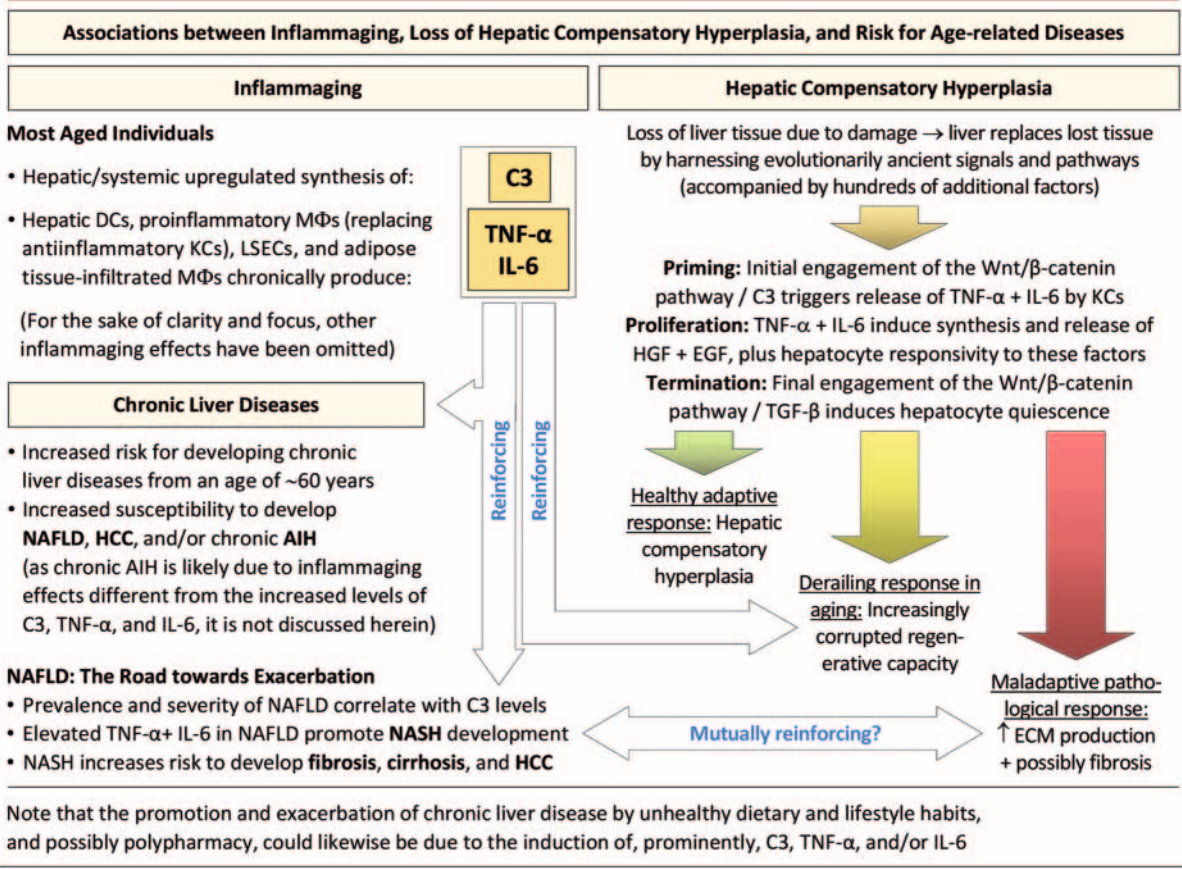 Associations between Inflammaging, Loss of Hepatic Compensatory Hyperplasia, and Risk for Age-related Diseases
Inflammaging
Most Aged Individuals
• Hepatic/systemic upregulated synthesis of:
• Hepatic DCs, proinflammatory MΦs (replacing
antiinflammatory KCs), LSECs, and adipose
tissue-infiltrated MΦs chronically produce:
(For the sake of clarity and focus, other
inflammaging effects have been omitted)
C3
TNF-α
IL-6
Reinforcing
Reinforcing
Chronic Liver Diseases
• Increased risk for developing chronic
liver diseases from an age of ~60 years
• Increased susceptibility to develop
NAFLD, HCC, and/or chronic AIH
(as chronic AIH is likely due to inflammaging
effects different from the increased levels of
C3, TNF-α, and IL-6, it is not discussed herein)
NAFLD: The Road towards Exacerbation
• Prevalence and severity of NAFLD correlate with C3 levels
• Elevated TNF-α+ IL-6 in NAFLD promote NASH development
• NASH increases risk to develop fibrosis, cirrhosis, and HCC
Hepatic Compensatory Hyperplasia
Loss of liver tissue due to damage → liver replaces lost tissue
by harnessing evolutionarily ancient signals and pathways
(accompanied by hundreds of additional factors)
Priming: Initial engagement of the Wnt/β-catenin
pathway / C3 triggers release of TNF-α + IL-6 by KCs
Proliferation: TNF-α + IL-6 induce synthesis and release of
HGF + EGF, plus hepatocyte responsivity to these factors
Termination: Final engagement of the Wnt/β-catenin
pathway / TGF-β induces hepatocyte quiescence
Healthy adaptive
response: Hepatic
compensatory
hyperplasia
Derailing response in
aging: Increasingly
corrupted regen-
erative capacity
Maladaptive patho-
logical response:
↑ ECM production
+ possibly fibrosis
Mutually reinforcing?
Note that the promotion and exacerbation of chronic liver disease by unhealthy dietary and lifestyle habits,
and possibly polypharmacy, could likewise be due to the induction of, prominently, C3, TNF-α, and/or IL-6